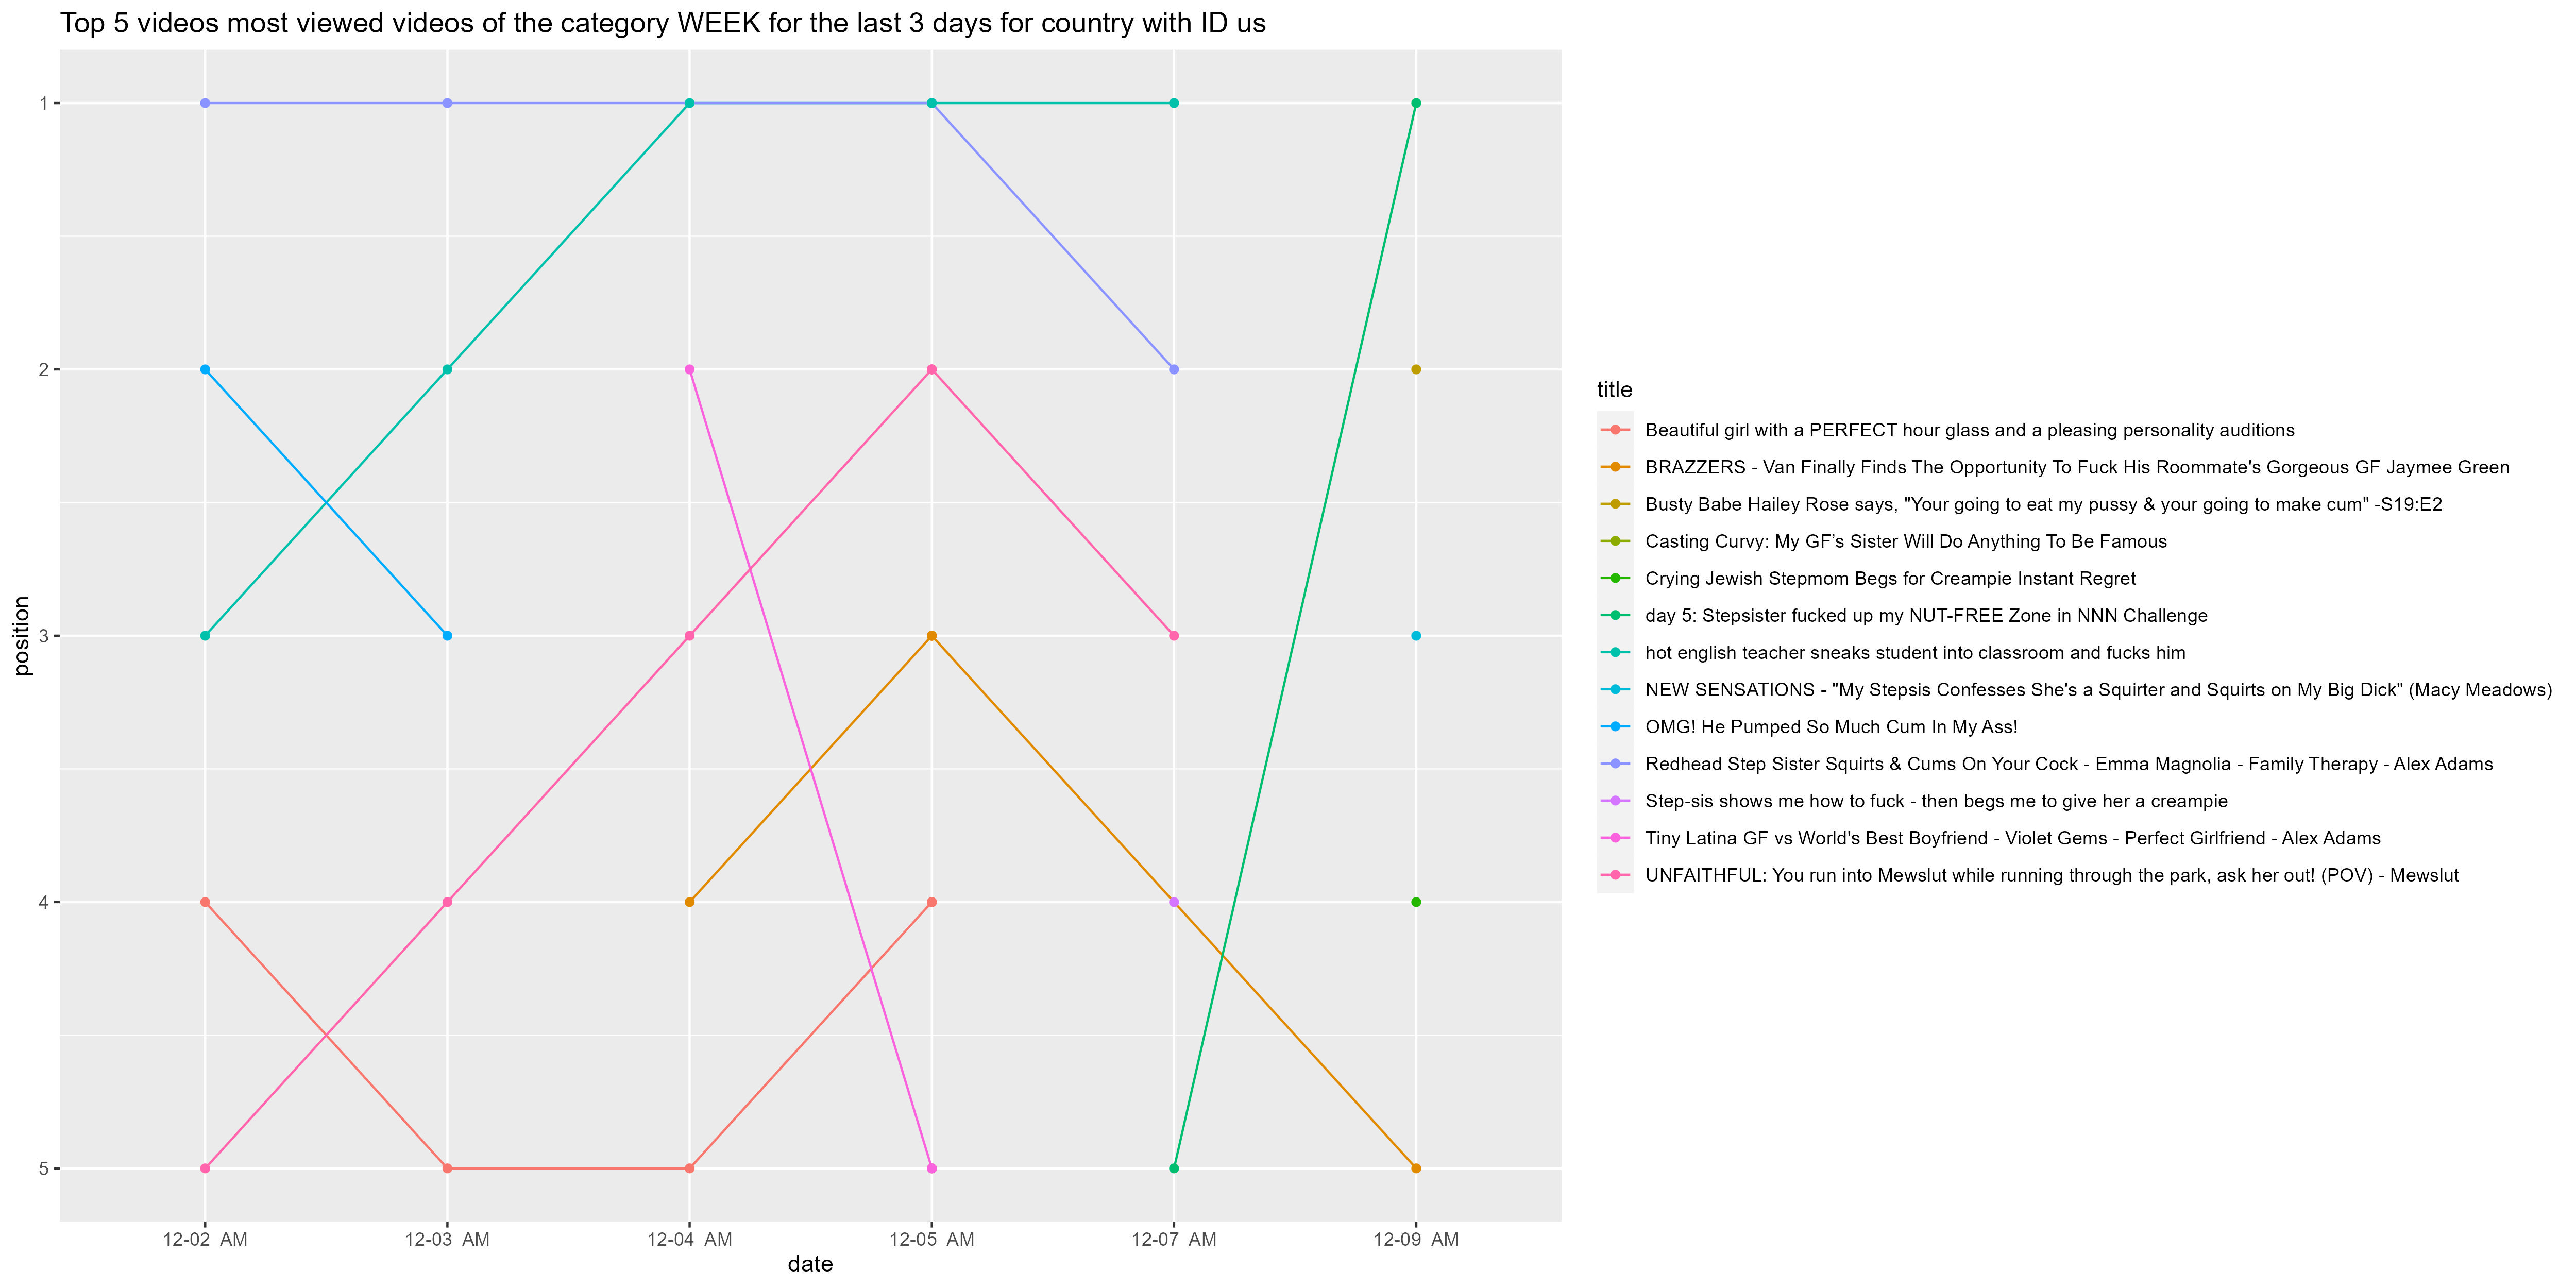 Top 5 videos most viewed videos of the category WEEK for the last 3 days for country with ID us
position
1
2
3
4
5
12-02 AM
12-03 AM
12-04 AM
12-05 AM
12-07 AM
12-09 AM
date
title
Beautiful girl with a PERFECT hour glass and a pleasing personality auditions
BRAZZERS - Van Finally Finds The Opportunity To Fuck His Roommate's Gorgeous GF Jaymee Green
Busty Babe Hailey Rose says, "Your going to eat my pussy & your going to make cum" -S19:E2
Casting Curvy: My GF’s Sister Will Do Anything To Be Famous
Crying Jewish Stepmom Begs for Creampie Instant Regret
day 5: Stepsister fucked up my NUT-FREE Zone in NNN Challenge
hot english teacher sneaks student into classroom and fucks him
NEW SENSATIONS - "My Stepsis Confesses She's a Squirter and Squirts on My Big Dick" (Macy Meadows)
OMG! He Pumped So Much Cum In My Ass!
Redhead Step Sister Squirts & Cums On Your Cock - Emma Magnolia - Family Therapy - Alex Adams
Step-sis shows me how to fuck - then begs me to give her a creampie
Tiny Latina GF vs World's Best Boyfriend - Violet Gems - Perfect Girlfriend - Alex Adams
UNFAITHFUL: You run into Mewslut while running through the park, ask her out! (POV) - Mewslut